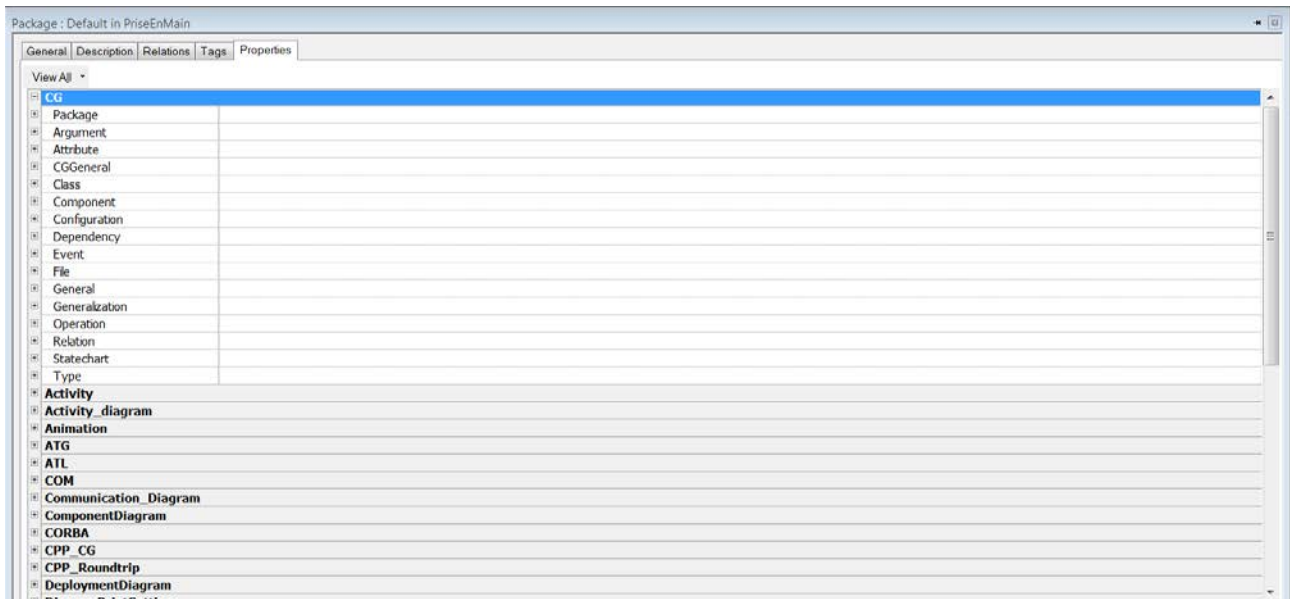 Package : Default in PriseEnMain
General Description Relations Tags Properties
View All
CG
Package
Argument
Attribute
CGGeneral
Class
Component
Configuration
Dependency
Event
File
General
Generalization
Operation
Relation
Statechart
Type
Activity
Activity_diagram
Animation
ATG
ATL
COM
Communication_Diagram
ComponentDiagram
CORBA
CPP_CG
CPP_Roundtrip
DeploymentDiagram